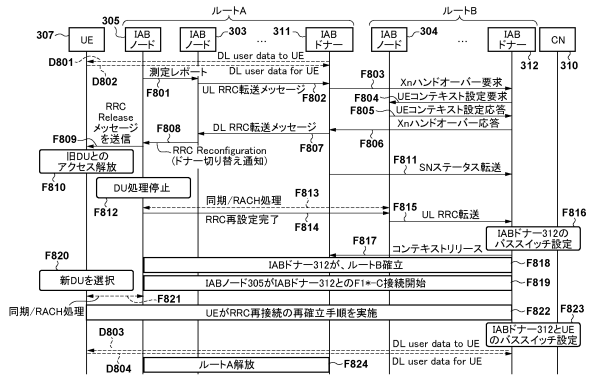 ルートA
ルートB
305
303
311
304
307
UE
IAB
ノード
IAB
ノード
…
IAB
ドナー
IAB
ノード
…
IAB
ドナー
CN
312
310
D801
DL user data to UE
D802
DL user data for UE
測定レポート
F801
UL RRC転送メッセージ
F802
F803
Xnハンドオーバー要求
F804
UEコンテキスト設定要求
F805
UEコンテキスト設定応答
Xnハンドオーバー応答
F806
RRC
Release
メッセージ
を送信
F808
DL RRC転送メッセージ
F807
F809
RRC Reconfiguration
(ドナー切り替え通知)
旧DUとの
アクセス解放
F810
F811
SNステータス転送
DU処理停止
F812
同期/RACH処理
F813
RRC再設定完了
F814
F815
UL RRC転送
F816
IABドナー312の
パススイッチ設定
F817
コンテキストリリース
F820
IABドナー312が、ルートB確立
F818
新DUを選択
IABノード305がIABドナー312とのF1*-C接続開始
F819
F821
同期/RACH処理
UEがRRC再接続の再確立手順を実施
F822
F823
IABドナー312とUE
のパススイッチ設定
D803
DL user data to UE
D804
DL user data for UE
ルートA解放
F824